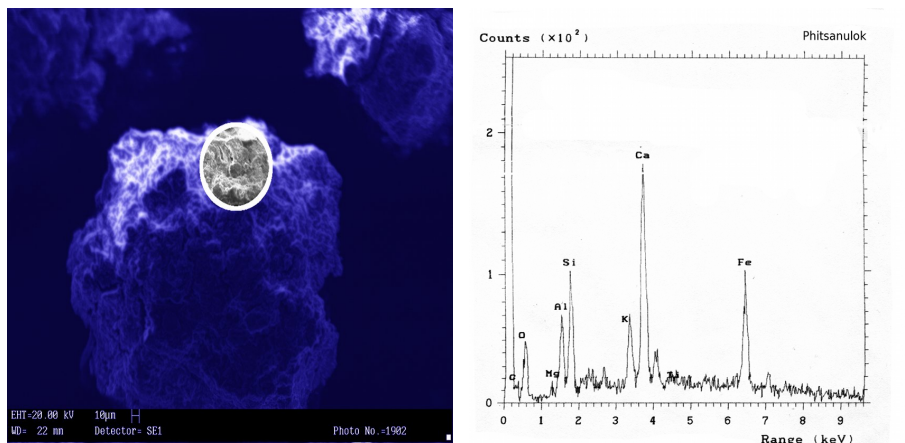 EHT=20.00 kV 10μm
WD= 22 mm Detector= SE1 Photo No.=1902
Counts (×10²) Phitsanulok
2
Ca
1
Si
Fe
Al
K
O
C
Mg
Ti
0
0 1 2 3 4 5 6 7 8 9
Range (keV)